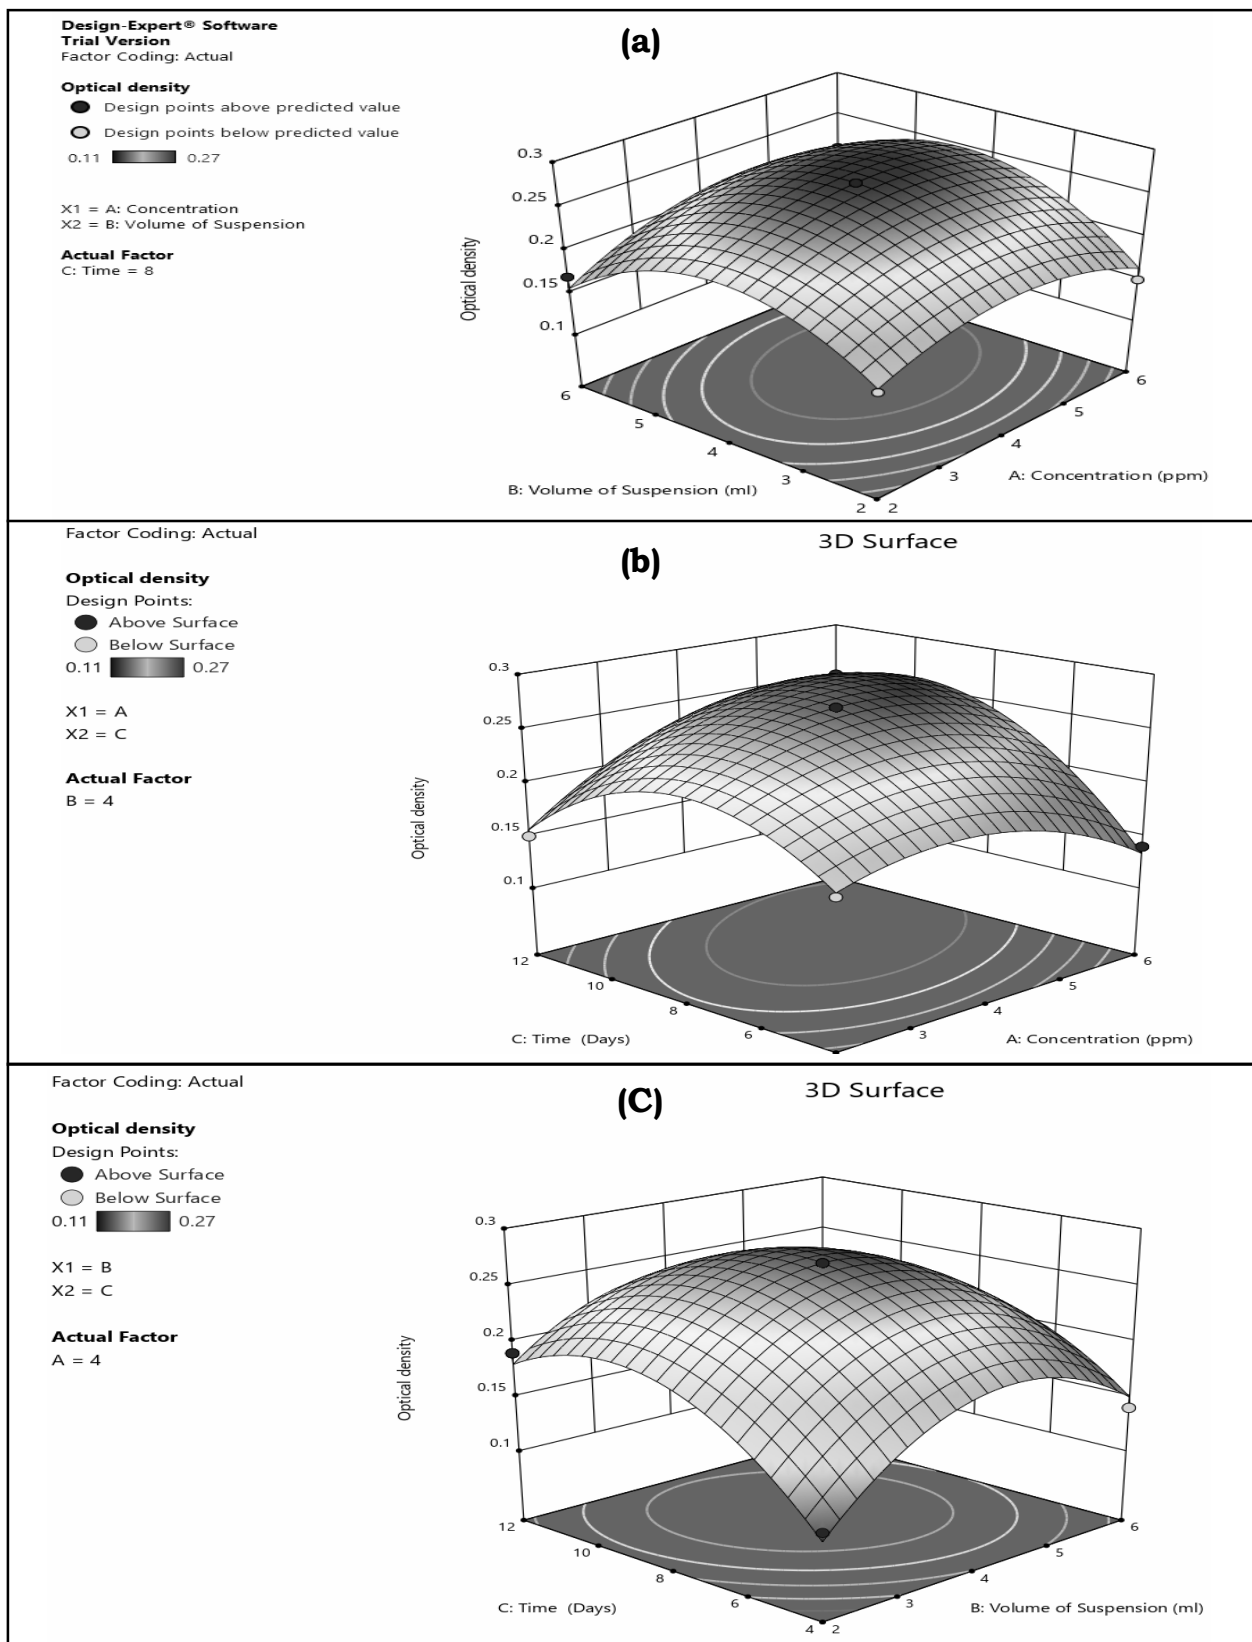 Design-Expert® Software
Trial Version
Factor Coding: Actual
(a)
Optical density
Design points above predicted value
Design points below predicted value
0.11 0.27
X1 = A: Concentration
X2 = B: Volume of Suspension
Actual Factor
C: Time = 8
0.3
0.25
0.2
0.15
0.1
Optical density
6
5
4
3
2
B: Volume of Suspension (ml)
2
3
4
5
6
A: Concentration (ppm)
Factor Coding: Actual
(b)
3D Surface
Optical density
Design Points:
Above Surface
Below Surface
0.11 0.27
X1 = A
X2 = C
Actual Factor
B = 4
0.3
0.25
0.2
0.15
0.1
Optical density
12
10
8
6
C: Time (Days)
3
4
5
6
A: Concentration (ppm)
Factor Coding: Actual
(C)
3D Surface
Optical density
Design Points:
Above Surface
Below Surface
0.11 0.27
X1 = B
X2 = C
Actual Factor
A = 4
0.3
0.25
0.2
0.15
0.1
Optical density
12
10
8
6
4
C: Time (Days)
2
3
4
5
6
B: Volume of Suspension (ml)